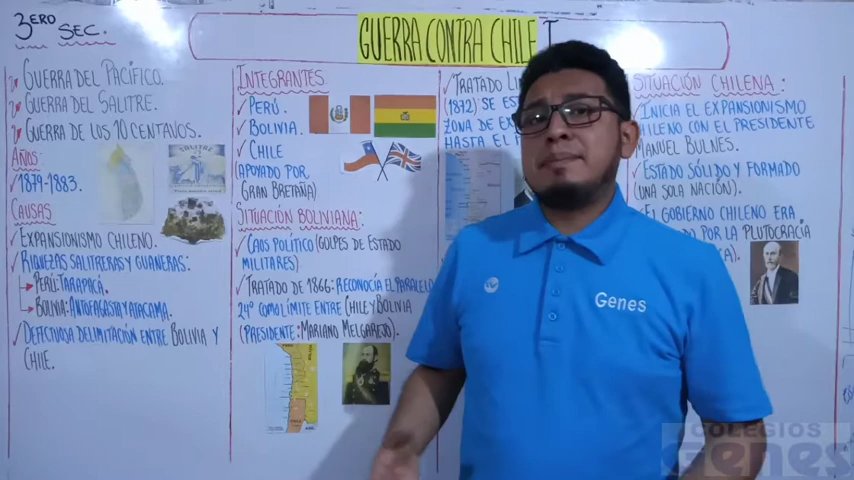 3ERO SEC.
GUERRA CONTRA CHILE I
GUERRA DEL PACÍFICO.
GUERRA DEL SALITRE.
GUERRA DE LOS 10 CENTAVOS.
AÑOS:
1879-1883.
SALITRE
CAUSAS
EXPANSIONISMO CHILENO.
RIQUEZAS SALITRERAS Y GUANERAS:
PERÚ: TARAPACÁ.
BOLIVIA: ANTOFAGASTA Y ATACAMA.
DEFECTUOSA DELIMITACIÓN ENTRE BOLIVIA Y
CHILE.
INTEGRANTES
PERÚ.
BOLIVIA.
CHILE
(APOYADO POR
GRAN BRETAÑA)
SITUACIÓN BOLIVIANA:
CAOS POLÍTICO (GOLPES DE ESTADO
MILITARES)
TRATADO DE 1866: RECONOCÍA EL PARALELO
24° COMO LÍMITE ENTRE CHILE Y BOLIVIA
(PRESIDENTE: MARIANO MELGAREJO).
TRATADO
(1872) SE
ZONA DE
HASTA EL
SITUACIÓN CHILENA:
INICIA EL EXPANSIONISMO
CHILENO CON EL PRESIDENTE
MANUEL BULNES.
ESTADO SÓLIDO Y FORMADO
(UNA SOLA NACIÓN).
EL GOBIERNO CHILENO ERA
POR LA PLUTOCRACIA
Genes
COLEGIOS
Genes